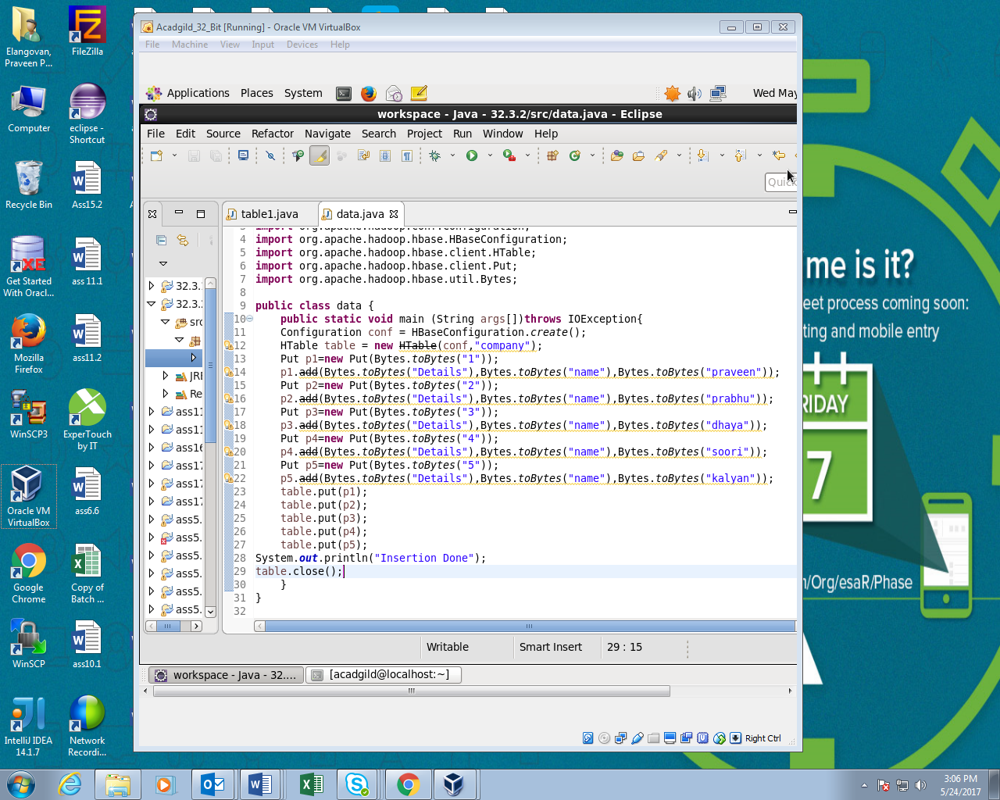 Acadgild_32_Bit [Running] - Oracle VM VirtualBox
File Machine View Input Devices Help
Applications Places System Wed May
workspace - Java - 32.3.2/src/data.java - Eclipse
File Edit Source Refactor Navigate Search Project Run Window Help
Quick
table1.java data.java
4 import org.apache.hadoop.hbase.HBaseConfiguration;
5 import org.apache.hadoop.hbase.client.HTable;
6 import org.apache.hadoop.hbase.client.Put;
7 import org.apache.hadoop.hbase.util.Bytes;
8
9 public class data {
10 public static void main (String args[])throws IOException{
11 Configuration conf = HBaseConfiguration.create();
12 HTable table = new HTable(conf,"company");
13 Put p1=new Put(Bytes.toBytes("1"));
14 p1.add(Bytes.toBytes("Details"),Bytes.toBytes("name"),Bytes.toBytes("praveen"));
15 Put p2=new Put(Bytes.toBytes("2"));
16 p2.add(Bytes.toBytes("Details"),Bytes.toBytes("name"),Bytes.toBytes("prabhu"));
17 Put p3=new Put(Bytes.toBytes("3"));
18 p3.add(Bytes.toBytes("Details"),Bytes.toBytes("name"),Bytes.toBytes("dhaya"));
19 Put p4=new Put(Bytes.toBytes("4"));
20 p4.add(Bytes.toBytes("Details"),Bytes.toBytes("name"),Bytes.toBytes("soori"));
21 Put p5=new Put(Bytes.toBytes("5"));
22 p5.add(Bytes.toBytes("Details"),Bytes.toBytes("name"),Bytes.toBytes("kalyan"));
23 table.put(p1);
24 table.put(p2);
25 table.put(p3);
26 table.put(p4);
27 table.put(p5);
28 System.out.println("Insertion Done");
29 table.close();
30 }
31 }
32
32.3.
32.3.
src
JRE
Re
ass11
ass11
ass16
ass17
ass17
ass17
ass5.
ass5.
ass5.
ass5.
ass5.
ass5.
Writable Smart Insert 29 : 15
workspace - Java - 32.... [acadgild@localhost:~]
Right Ctrl
Elangovan,
Praveen P...
FileZilla
Computer
eclipse -
Shortcut
Recycle Bin
Ass15.2
Get Started
With Oracl...
ass 11.1
Mozilla
Firefox
ass11.2
WinSCP3
ExperTouch
by IT
Oracle VM
VirtualBox
ass6.6
Google
Chrome
Copy of
Batch ...
WinSCP
ass10.1
IntelliJ IDEA
14.1.7
Network
Recordi...
me is it?
eet process coming soon:
ting and mobile entry
RIDAY
7
/Org/esaR/Phase
3:06 PM
5/24/2017